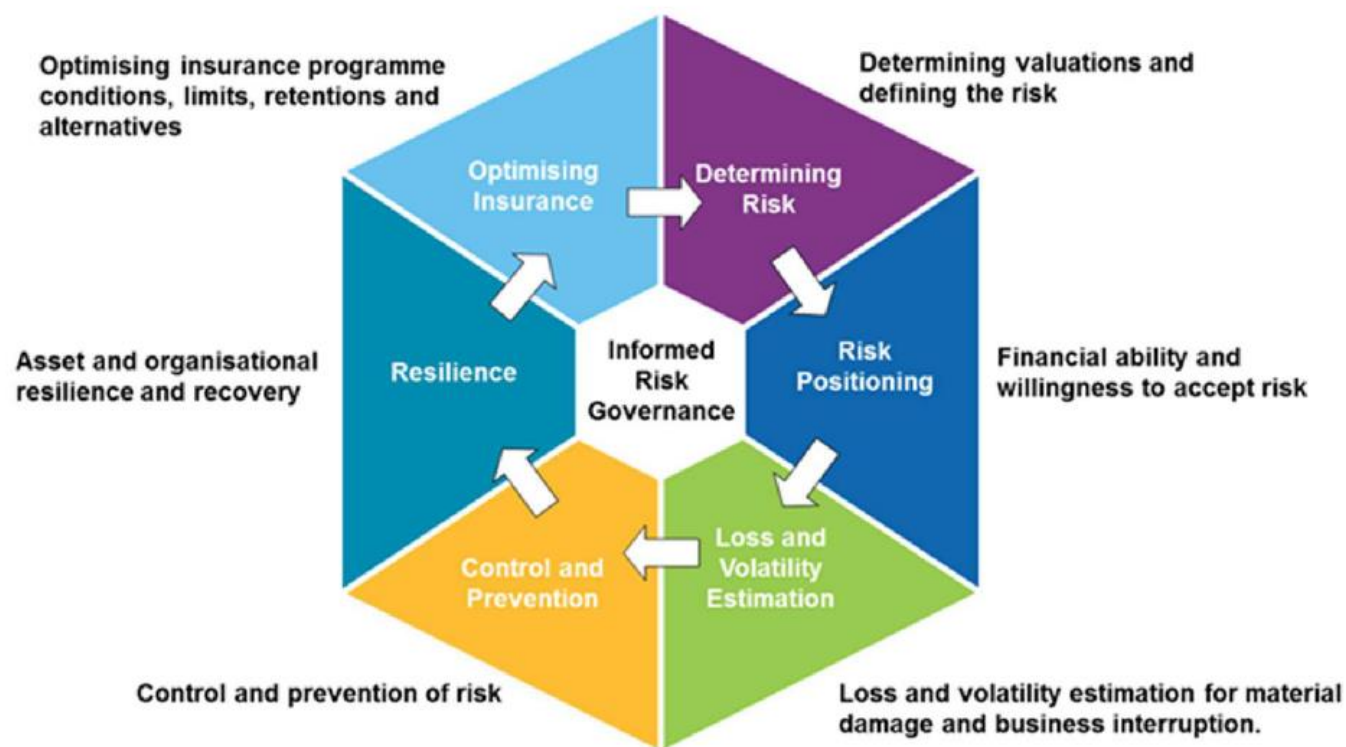 Optimising insurance programme
conditions, limits, retentions and
alternatives
Determining valuations and
defining the risk
Optimising
Insurance
Determining
Risk
Asset and organisational
resilience and recovery
Resilience
Informed
Risk
Governance
Risk
Positioning
Financial ability and
willingness to accept risk
Control and
Prevention
Loss and
Volatility
Estimation
Control and prevention of risk
Loss and volatility estimation for material
damage and business interruption.